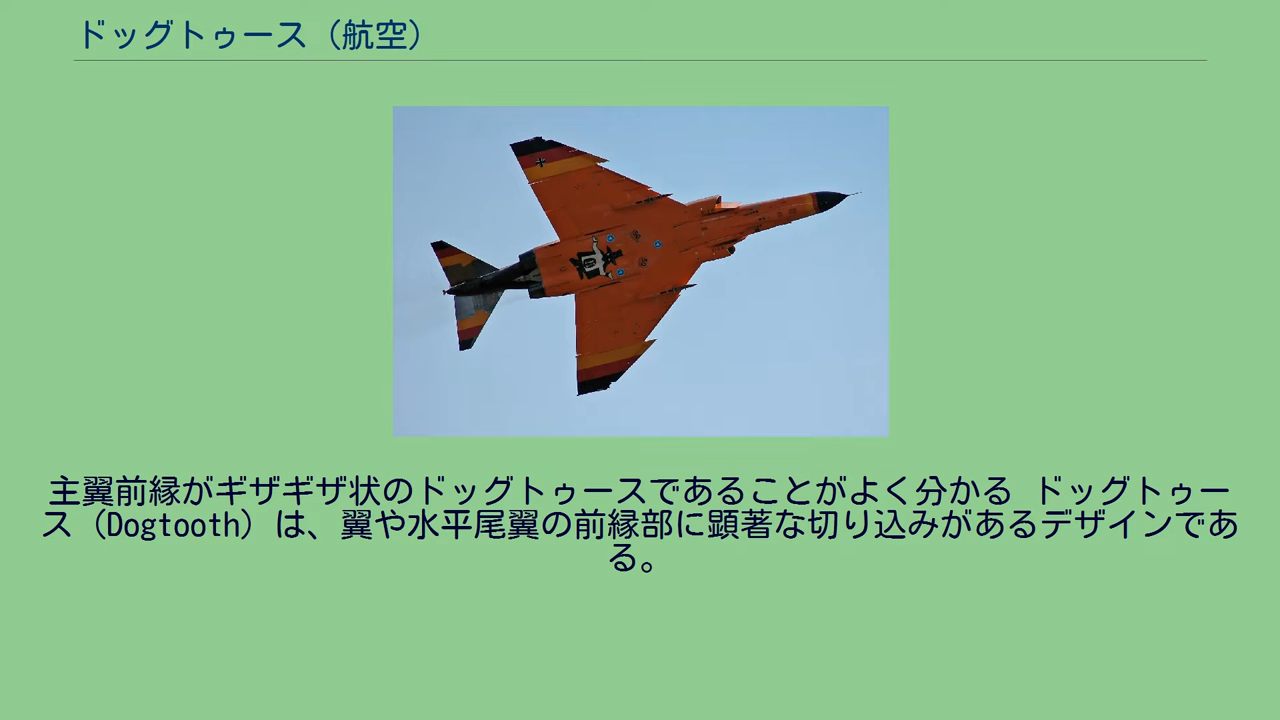 ドッグトゥース（航空）
主翼前縁がギザギザ状のドッグトゥースであることがよく分かる ドッグトゥー
ス（Dogtooth）は、翼や水平尾翼の前縁部に顕著な切り込みがあるデザインであ
る。